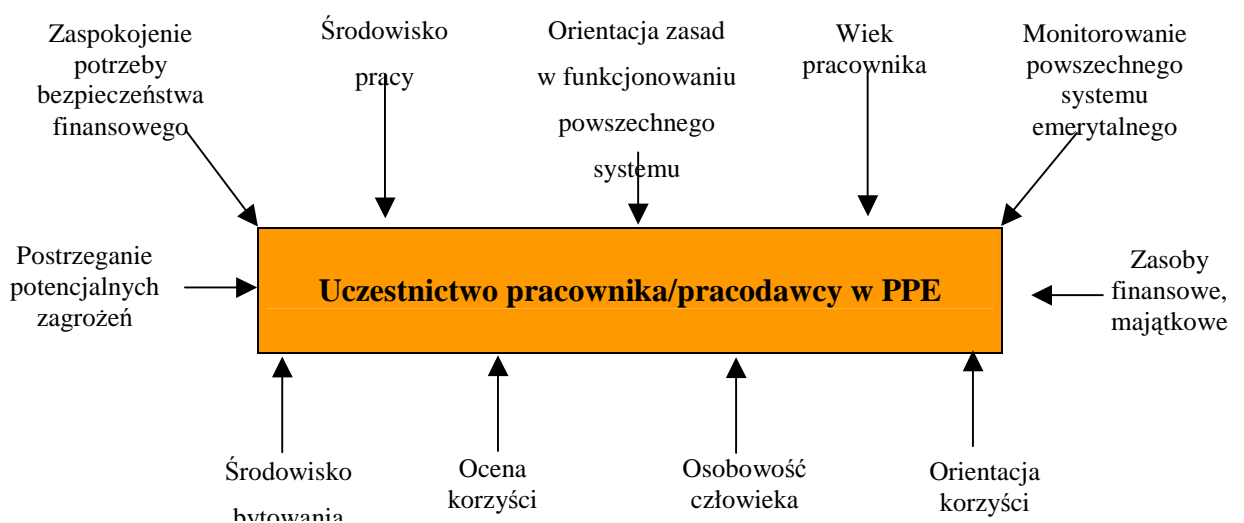 Zaspokojenie
potrzeby
bezpieczeństwa
finansowego
Środowisko
pracy
Orientacja zasad
w funkcjonowaniu
powszechnego
systemu
Wiek
pracownika
Monitorowanie
powszechnego
systemu
emerytalnego
Postrzeganie
potencjalnych
zagrożeń
Uczestnictwo pracownika/pracodawcy w PPE
Zasoby
finansowe,
majątkowe
Środowisko
bytowania
Ocena
korzyści
Osobowość
człowieka
Orientacja
korzyści